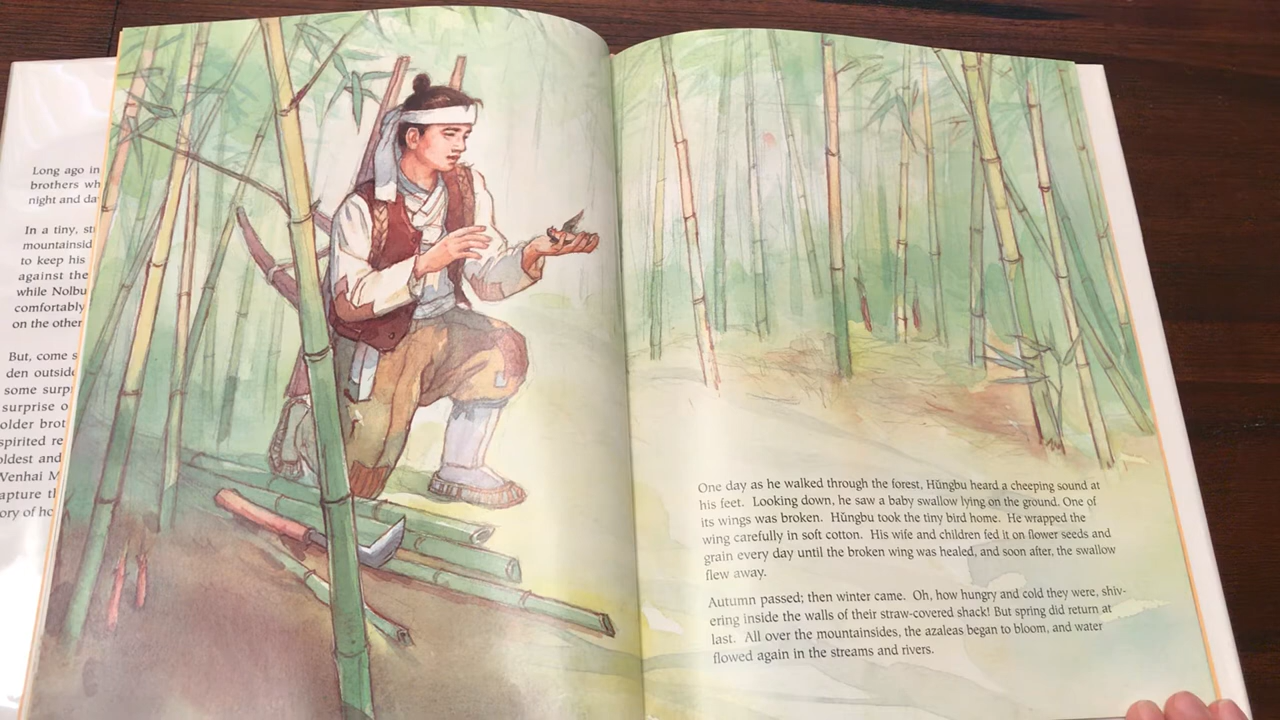 Long ago in
brothers wh
night and da
In a tiny, st
mountainsid
to keep his
against the
while Nolbu
comfortably
on the other
But, come s
den outside
some surp
surprise o
older brot
spirited re
oldest and
Wenhai M
apture th
ory of ho
One day as he walked through the forest, Hŭngbu heard a cheeping sound at
his feet. Looking down, he saw a baby swallow lying on the ground. One of
its wings was broken. Hŭngbu took the tiny bird home. He wrapped the
wing carefully in soft cotton. His wife and children fed it on flower seeds and
grain every day until the broken wing was healed, and soon after, the swallow
flew away.
Autumn passed; then winter came. Oh, how hungry and cold they were, shiv-
ering inside the walls of their straw-covered shack! But spring did return at
last. All over the mountainsides, the azaleas began to bloom, and water
flowed again in the streams and rivers.